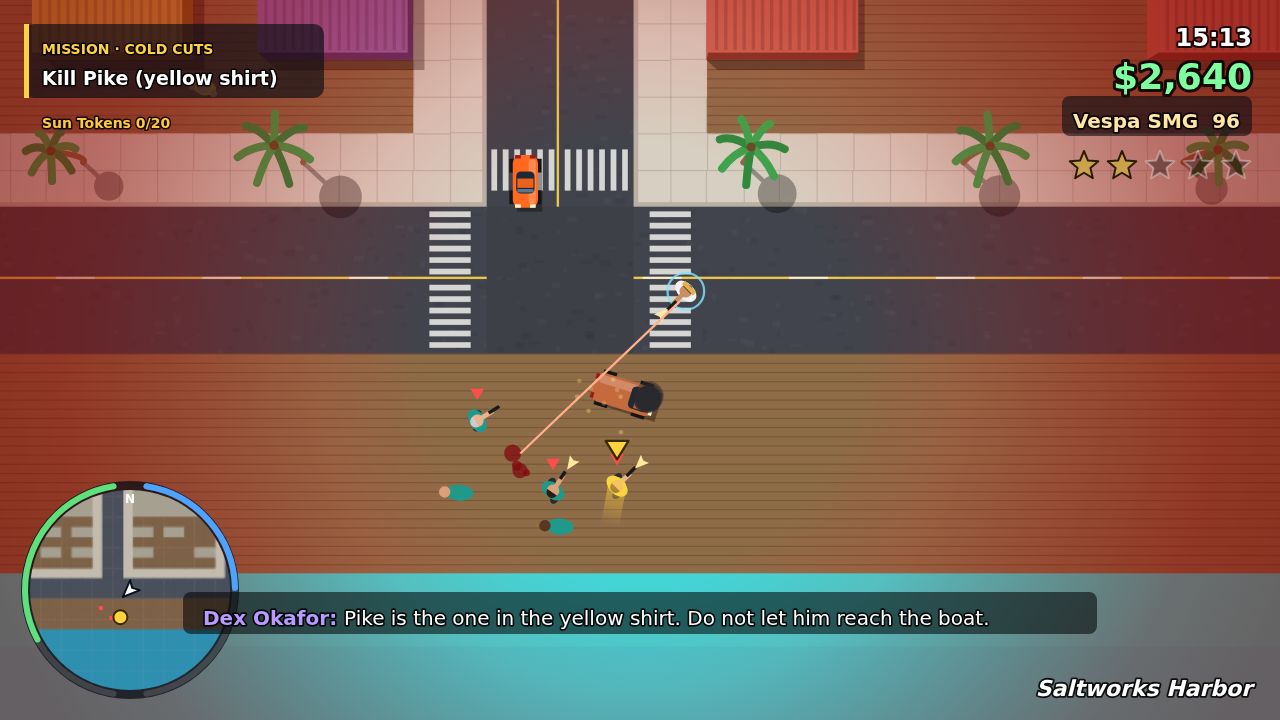 MISSION · COLD CUTS
Kill Pike (yellow shirt)
Sun Tokens 0/20
15:13
$2,640
Vespa SMG 96
N
Dex Okafor: Pike is the one in the yellow shirt. Do not let him reach the boat.
Saltworks Harbor